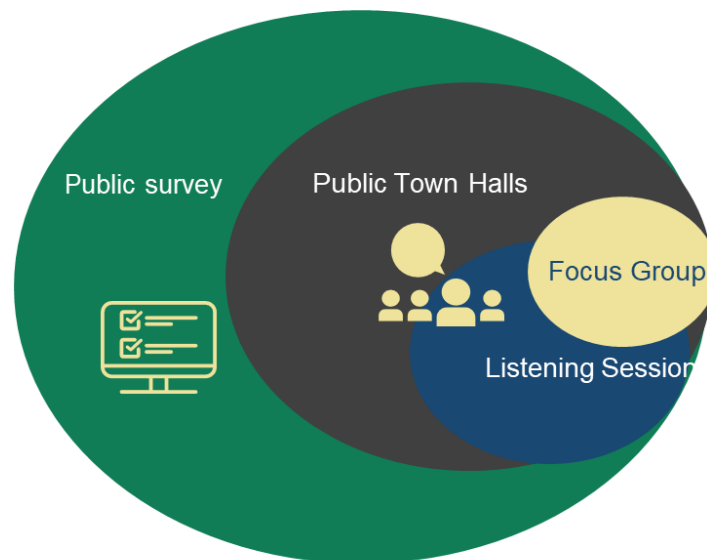 Public survey
Public Town Halls
Focus Group
Listening Session